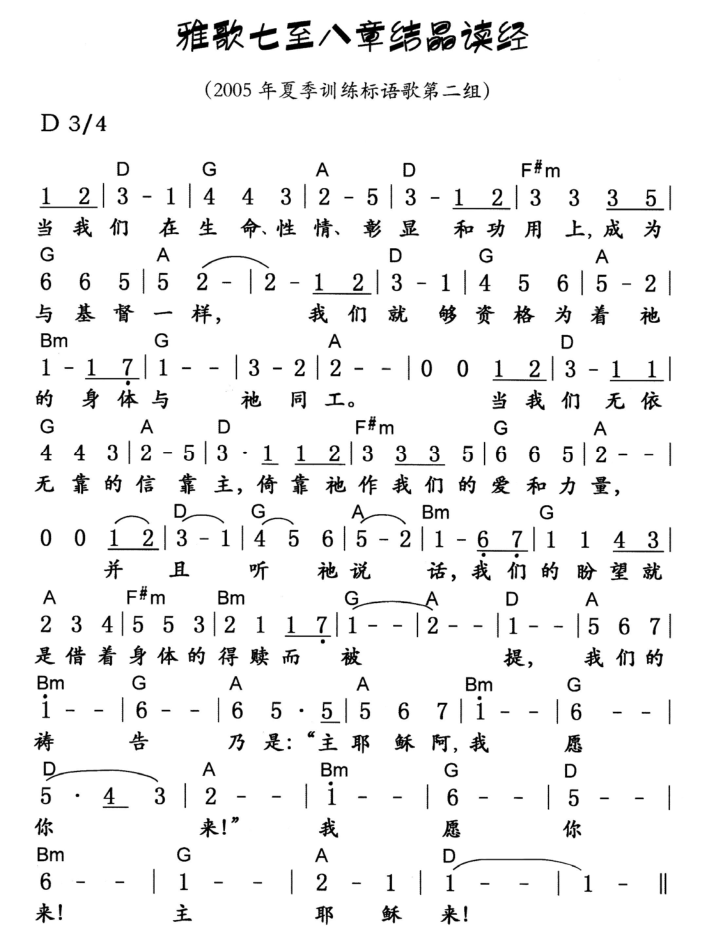 雅歌七至八章结晶读经
（2005 年夏季训练标语歌第二组）
D 3/4
D G A D F#m
1 2 | 3 - 1 | 4 4 3 | 2 - 5 | 3 - 1 2 | 3 3 3 5 |
当 我 们 在 生 命、性 情、彰 显 和 功 用 上，成 为
G A D G A
6 6 5 | 5 2 - | 2 - 1 2 | 3 - 1 | 4 5 6 | 5 - 2 |
与 基 督 一 样， 我 们 就 够 资 格 为 着 祂
Bm G A D
1 - 1 7 | 1 - - | 3 - 2 | 2 - - | 0 0 1 2 | 3 - 1 1 |
的 身 体 与 祂 同 工。 当 我 们 无 依
G A D F#m G A
4 4 3 | 2 - 5 | 3 · 1 1 2 | 3 3 3 5 | 6 6 5 | 2 - - |
无 靠 的 信 靠 主，倚 靠 祂 作 我 们 的 爱 和 力 量，
D G A Bm G
0 0 1 2 | 3 - 1 | 4 5 6 | 5 - 2 | 1 - 6 7 | 1 1 4 3 |
并 且 听 祂 说 话，我 们 的 盼 望 就
A F#m Bm G A D A
2 3 4 | 5 5 3 | 2 1 1 7 | 1 - - | 2 - - | 1 - - | 5 6 7 |
是 借 着 身 体 的 得 赎 而 被 提， 我 们 的
Bm G A A Bm G
1 - - | 6 - - | 6 5 · 5 | 5 6 7 | 1 - - | 6 - - |
祷 告 乃 是：“主 耶 稣 阿，我 愿
D A Bm G D
5 · 4 3 | 2 - - | 1 - - | 6 - - | 5 - - |
你 来！” 我 愿 你
Bm G A D
6 - - | 1 - - | 2 - 1 | 1 - - | 1 - ‖
来！ 主 耶 稣 来！